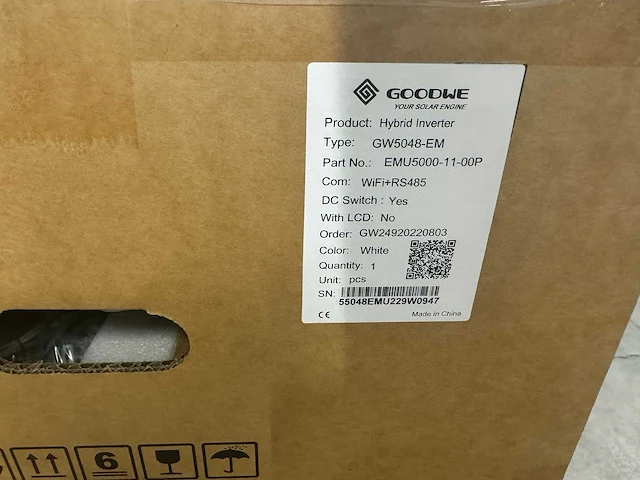 GOODWE
YOUR SOLAR ENGINE
Product: Hybrid Inverter
Type: GW5048-EM
Part No.: EMU5000-11-00P
Com: WiFi+RS485
DC Switch : Yes
With LCD: No
Order: GW24920220803
Color: White
Quantity: 1
Unit: pcs
SN:
55048EMU229W0947
CE Made in China
6